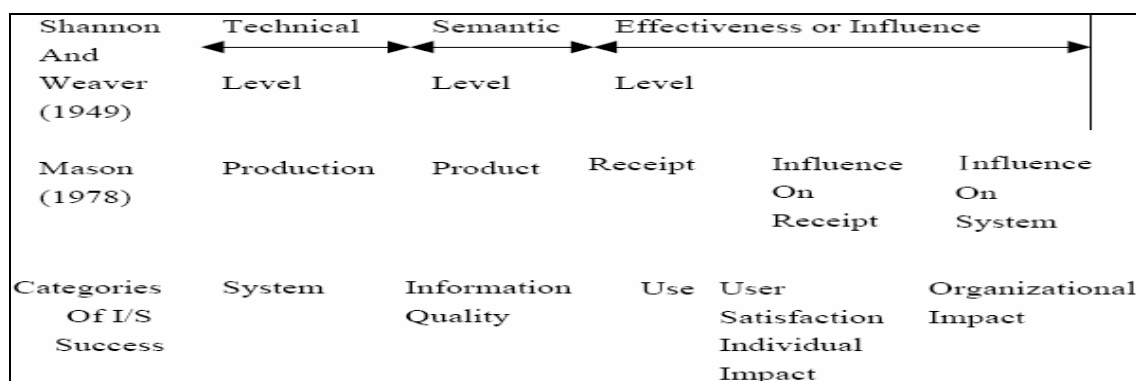 Shannon Technical Semantic Effectiveness or Influence
And
Weaver Level Level Level
(1949)
Mason Production Product Receipt Influence Influence
(1978) On On
Receipt System
Categories System Information Use User Organizational
Of I/S Quality Satisfaction Impact
Success Individual
Impact